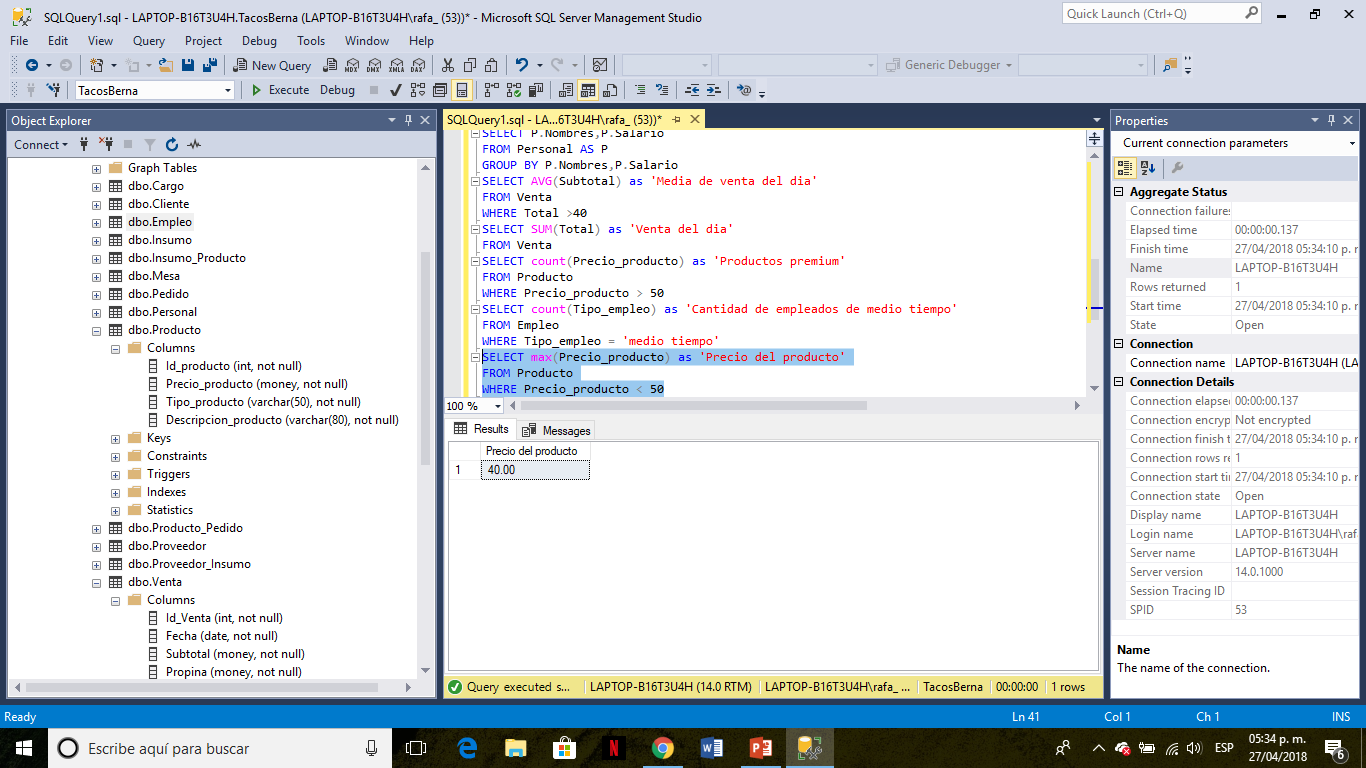 SQLQuery1.sql - LAPTOP-B16T3U4H.TacosBerna (LAPTOP-B16T3U4H\rafa_ (53))* - Microsoft SQL Server Management Studio
Quick Launch (Ctrl+Q)
File Edit View Query Project Debug Tools Window Help
New Query
MDX DMX XMLA DAX
Generic Debugger
TacosBerna
Execute Debug
Object Explorer
Connect
Graph Tables
dbo.Cargo
dbo.Cliente
dbo.Empleo
dbo.Insumo
dbo.Insumo_Producto
dbo.Mesa
dbo.Pedido
dbo.Personal
dbo.Producto
Columns
Id_producto (int, not null)
Precio_producto (money, not null)
Tipo_producto (varchar(50), not null)
Descripcion_producto (varchar(80), not null)
Keys
Constraints
Triggers
Indexes
Statistics
dbo.Producto_Pedido
dbo.Proveedor
dbo.Proveedor_Insumo
dbo.Venta
Columns
Id_Venta (int, not null)
Fecha (date, not null)
Subtotal (money, not null)
Propina (money, not null)
SQLQuery1.sql - LA...6T3U4H\rafa_ (53))*
SELECT P.Nombres,P.Salario
FROM Personal AS P
GROUP BY P.Nombres,P.Salario
SELECT AVG(Subtotal) as 'Media de venta del dia'
FROM Venta
WHERE Total >40
SELECT SUM(Total) as 'Venta del dia'
FROM Venta
SELECT count(Precio_producto) as 'Productos premium'
FROM Producto
WHERE Precio_producto > 50
SELECT count(Tipo_empleo) as 'Cantidad de empleados de medio tiempo'
FROM Empleo
WHERE Tipo_empleo = 'medio tiempo'
SELECT max(Precio_producto) as 'Precio del producto'
FROM Producto
WHERE Precio_producto < 50
100 %
Results Messages
Precio del producto
1 40.00
Query executed s... LAPTOP-B16T3U4H (14.0 RTM) LAPTOP-B16T3U4H\rafa_ ... TacosBerna 00:00:00 1 rows
Properties
Current connection parameters
Aggregate Status
Connection failures
Elapsed time 00:00:00.137
Finish time 27/04/2018 05:34:10 p. r
Name LAPTOP-B16T3U4H
Rows returned 1
Start time 27/04/2018 05:34:10 p. r
State Open
Connection
Connection name LAPTOP-B16T3U4H (LA
Connection Details
Connection elapse 00:00:00.137
Connection encryp Not encrypted
Connection finish t 27/04/2018 05:34:10 p. r
Connection rows re 1
Connection start ti 27/04/2018 05:34:10 p. r
Connection state Open
Display name LAPTOP-B16T3U4H
Login name LAPTOP-B16T3U4H\raf
Server name LAPTOP-B16T3U4H
Server version 14.0.1000
Session Tracing ID
SPID 53
Name
The name of the connection.
Ready Ln 41 Col 1 Ch 1 INS
Escribe aquí para buscar
ESP
05:34 p. m.
27/04/2018
6